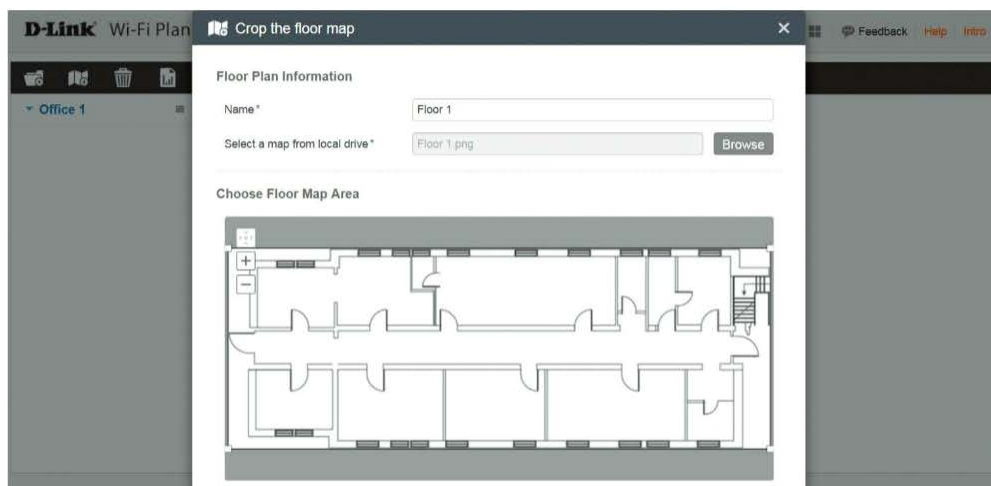 D-Link Wi-Fi Plan
Crop the floor map
Feedback Help Intro
Office 1
Floor Plan Information
Name* Floor 1
Select a map from local drive* Floor 1.png Browse
Choose Floor Map Area